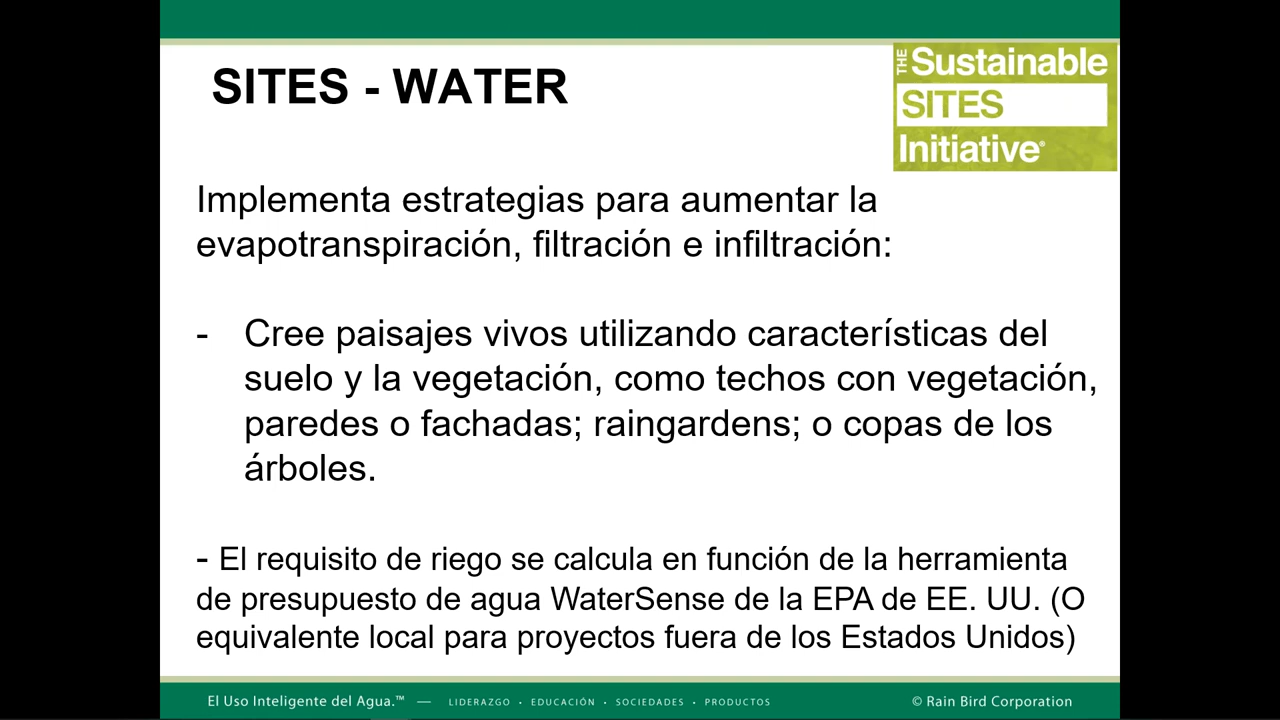 SITES - WATER
THE Sustainable
SITES
Initiative®
Implementa estrategias para aumentar la
evapotranspiración, filtración e infiltración:
- Cree paisajes vivos utilizando características del
suelo y la vegetación, como techos con vegetación,
paredes o fachadas; raingardens; o copas de los
árboles.
- El requisito de riego se calcula en función de la herramienta
de presupuesto de agua WaterSense de la EPA de EE. UU. (O
equivalente local para proyectos fuera de los Estados Unidos)
El Uso Inteligente del Agua.™ — LIDERAZGO • EDUCACIÓN • SOCIEDADES • PRODUCTOS © Rain Bird Corporation